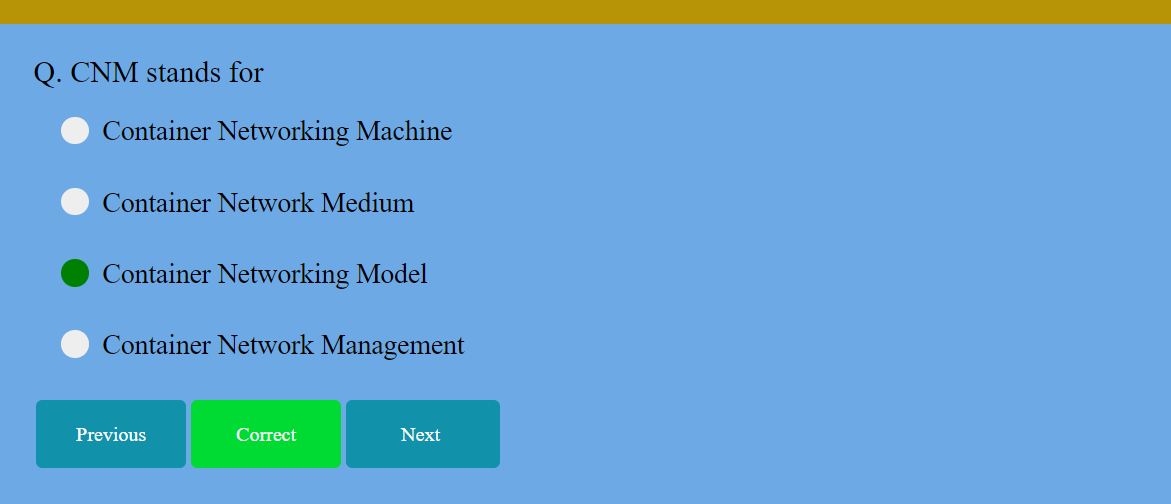 Q. CNM stands for
Container Networking Machine
Container Network Medium
Container Networking Model
Container Network Management
Previous Correct Next